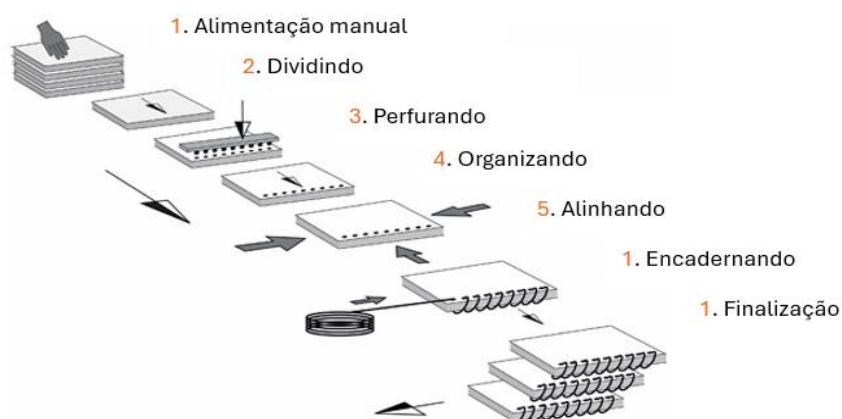 1. Alimentação manual
2. Dividindo
3. Perfurando
4. Organizando
5. Alinhando
1. Encadernando
1. Finalização